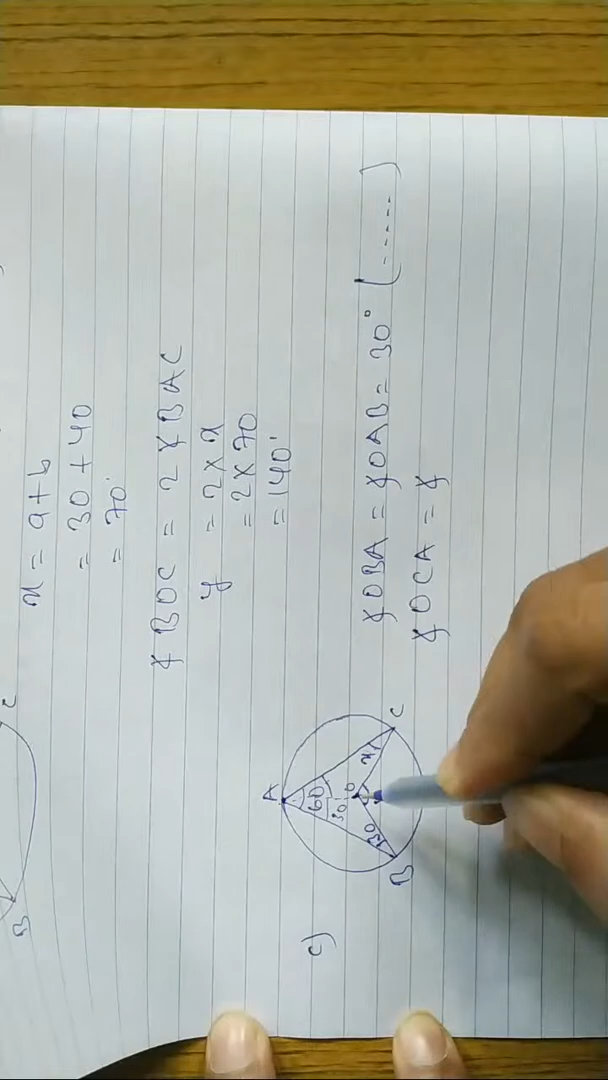 C
B
x = a + b
= 30 + 40
= 70°
∠BOC = 2∠BAC
y = 2 × x
= 2 × 70
= 140°
c)
A
60
30
O
30
x
B
C
∠OBA = ∠OAB = 30° [ ...... ]
∠OCA = ∠